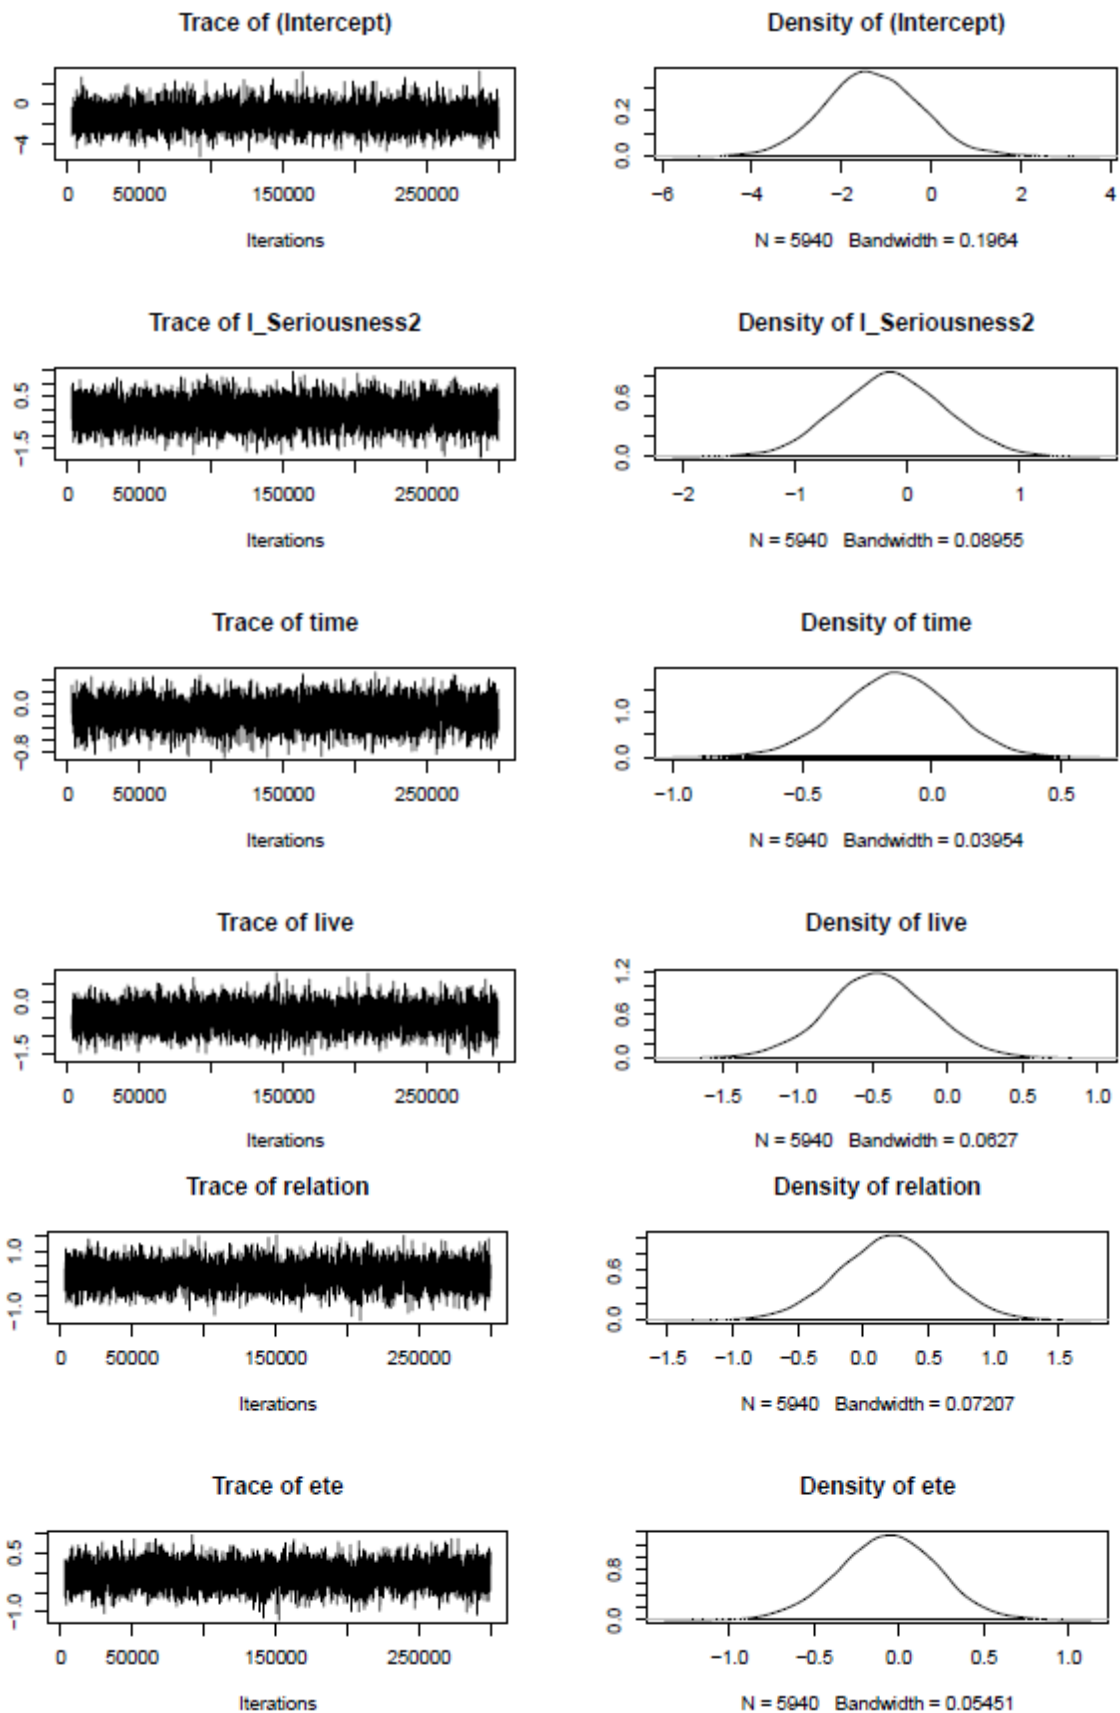 Trace of (Intercept)
Density of (Intercept)
0
-4
0 50000 150000 250000
Iterations
0.2
0.0
-6 -4 -2 0 2 4
N = 5940 Bandwidth = 0.1964
Trace of I_Seriousness2
Density of I_Seriousness2
0.5
-1.5
0 50000 150000 250000
Iterations
0.6
0.0
-2 -1 0 1
N = 5940 Bandwidth = 0.08955
Trace of time
Density of time
0.0
-0.8
0 50000 150000 250000
Iterations
1.0
0.0
-1.0 -0.5 0.0 0.5
N = 5940 Bandwidth = 0.03954
Trace of live
Density of live
0.0
-1.5
0 50000 150000 250000
Iterations
1.2
0.6
0.0
-1.5 -1.0 -0.5 0.0 0.5 1.0
N = 5940 Bandwidth = 0.0627
Trace of relation
Density of relation
1.0
-1.0
0 50000 150000 250000
Iterations
0.6
0.0
-1.5 -1.0 -0.5 0.0 0.5 1.0 1.5
N = 5940 Bandwidth = 0.07207
Trace of ete
Density of ete
0.5
-1.0
0 50000 150000 250000
Iterations
0.8
0.0
-1.0 -0.5 0.0 0.5 1.0
N = 5940 Bandwidth = 0.05451